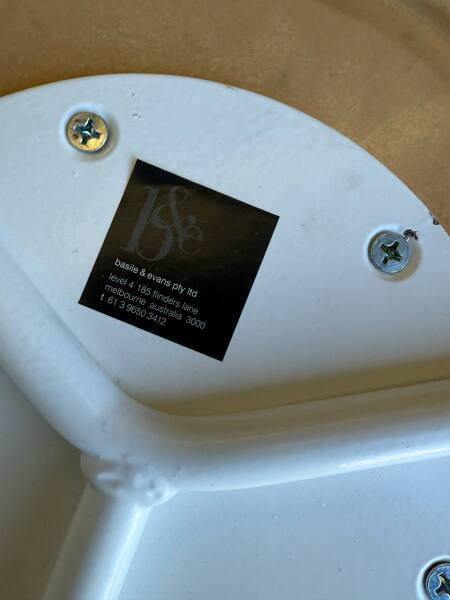 b&e
basile & evans pty ltd
level 4 185 flinders lane
melbourne australia 3000
t 61 3 9650 3412